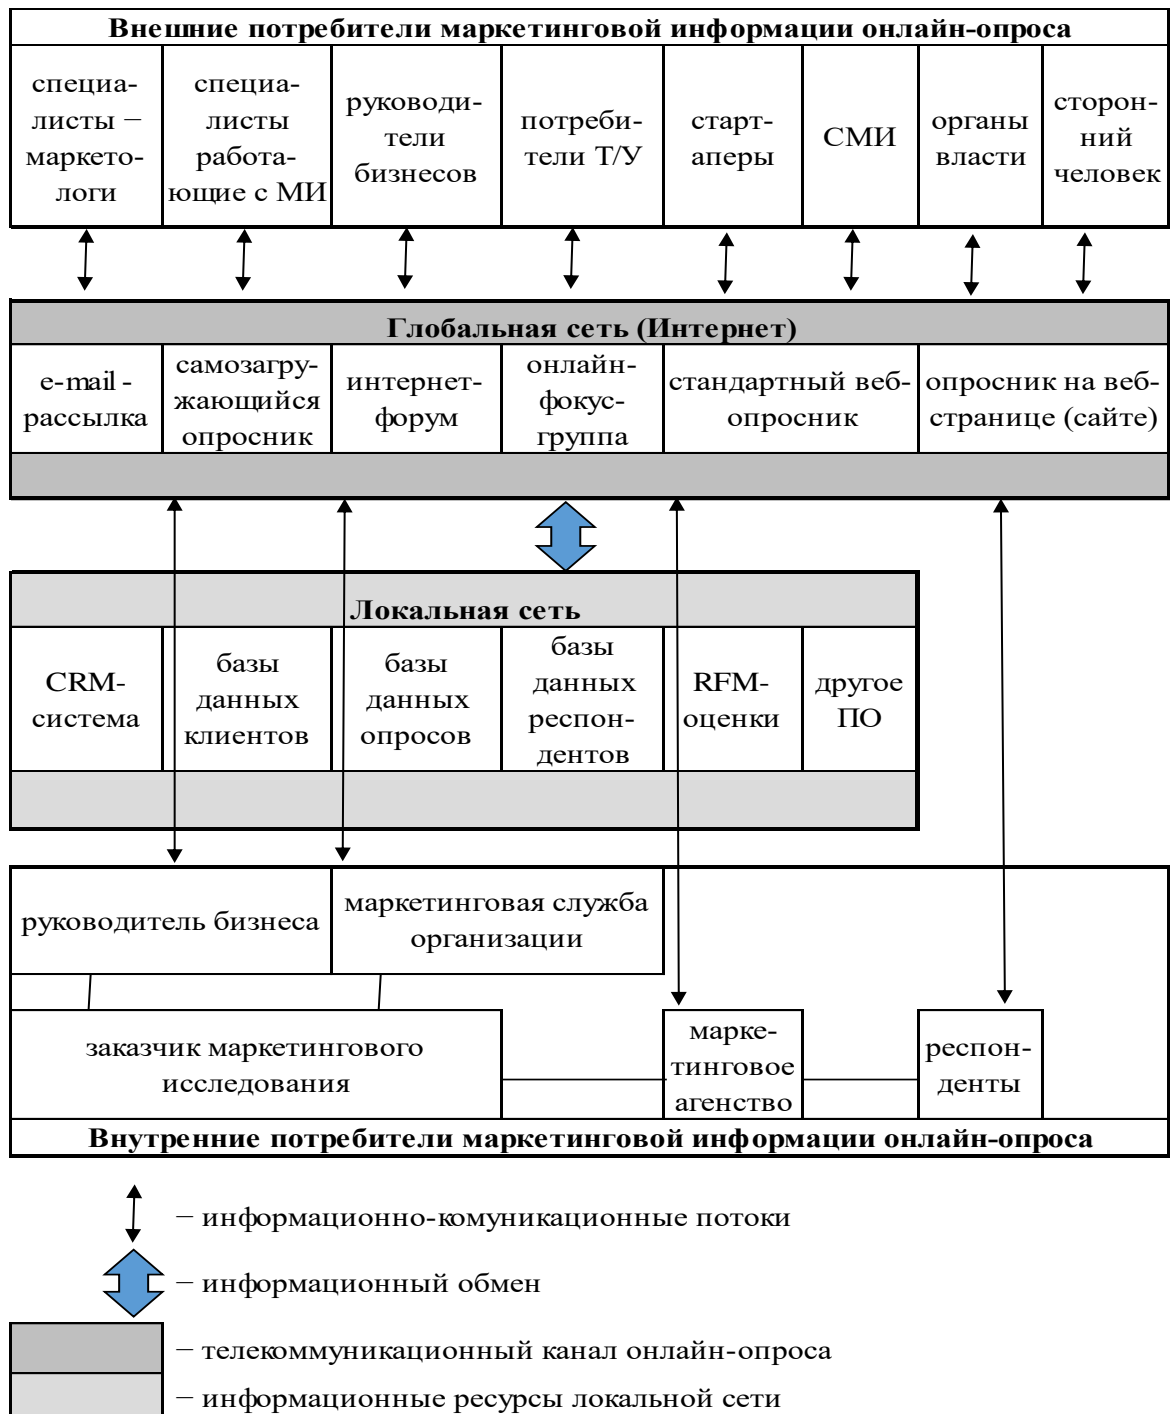 Внешние потребители маркетинговой информации онлайн-опроса
специа-
листы –
маркето-
логи
специа-
листы
работа-
ющие с МИ
руководи-
тели
бизнесов
потреби-
тели Т/У
старт-
аперы
СМИ
органы
власти
сторон-
ний
человек
Глобальная сеть (Интернет)
e-mail -
рассылка
самозагру-
жающийся
опросник
интернет-
форум
онлайн-
фокус-
группа
стандартный веб-
опросник
опросник на веб-
странице (сайте)
Локальная сеть
CRM-
система
базы
данных
клиентов
базы
данных
опросов
базы
данных
респон-
дентов
RFM-
оценки
другое
ПО
руководитель бизнеса
маркетинговая служба
организации
заказчик маркетингового
исследования
марке-
тинговое
агенство
респон-
денты
Внутренние потребители маркетинговой информации онлайн-опроса
– информационно-комуникационные потоки
– информационный обмен
– телекоммуникационный канал онлайн-опроса
– информационные ресурсы локальной сети